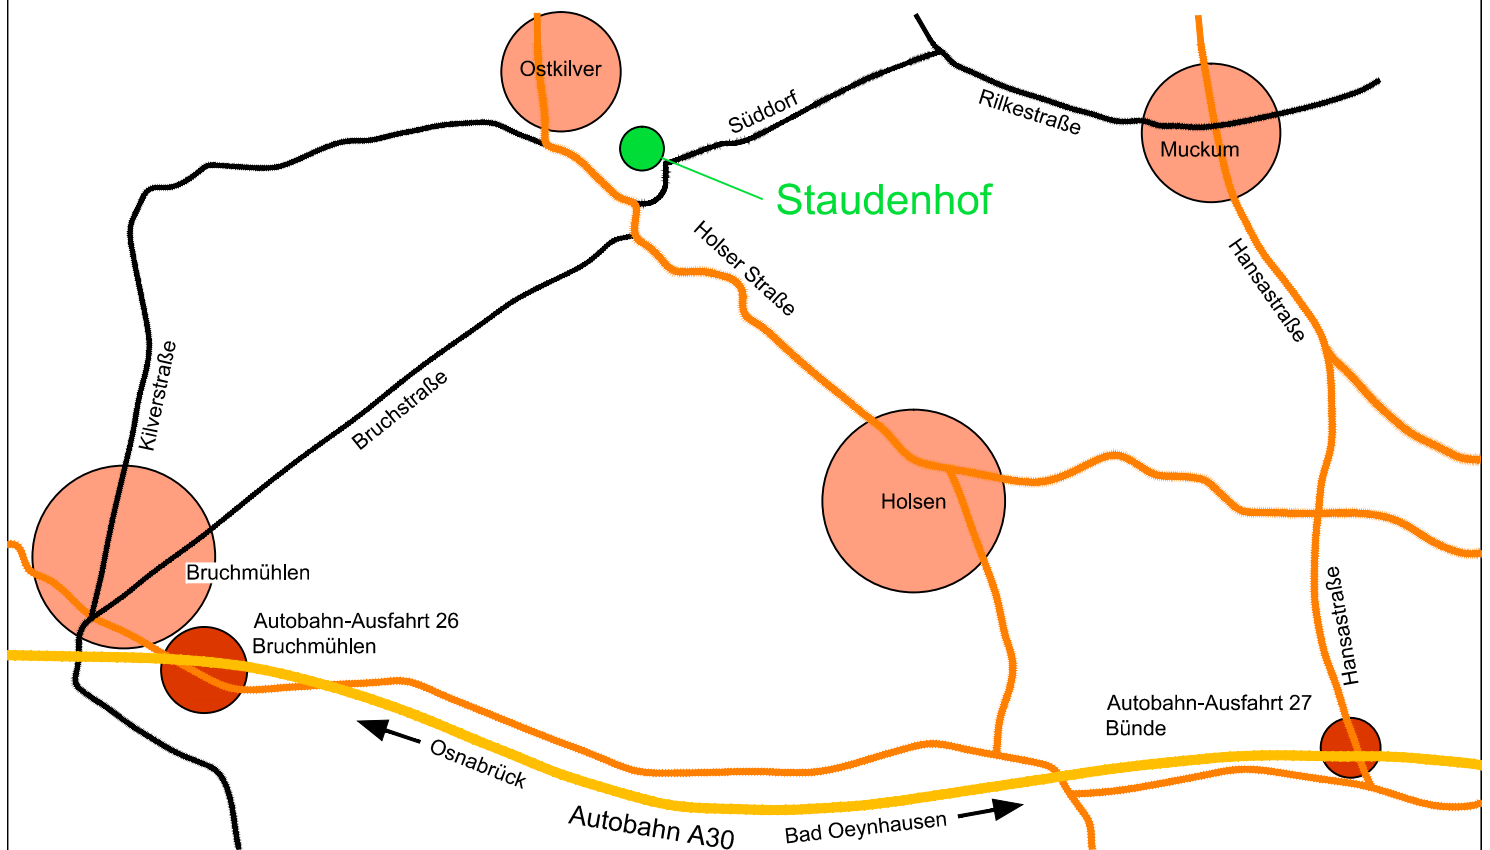 Ostkilver
Süddorf
Rilkestraße
Muckum
Staudenhof
Holser Straße
Hansastraße
Kilverstraße
Bruchstraße
Holsen
Bruchmühlen
Autobahn-Ausfahrt 26
Bruchmühlen
Hansastraße
Autobahn-Ausfahrt 27
Bünde
Osnabrück
Autobahn A30
Bad Oeynhausen